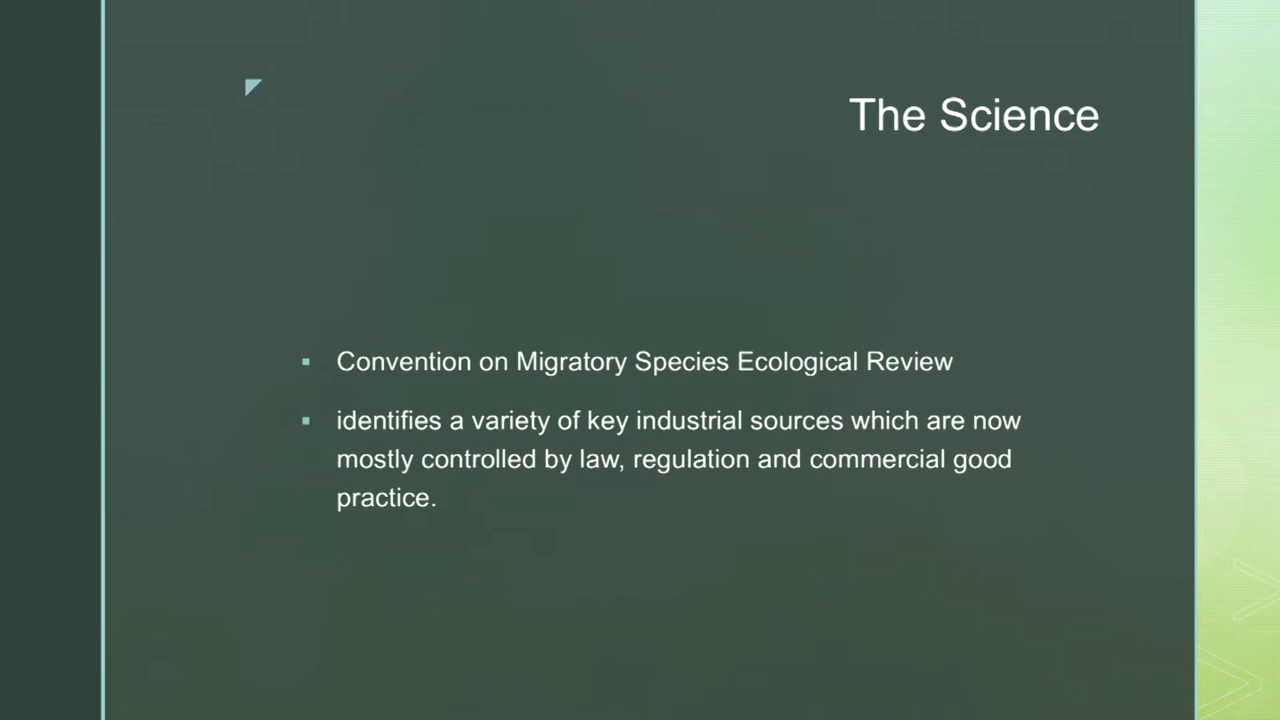 The Science
Convention on Migratory Species Ecological Review
identifies a variety of key industrial sources which are now
mostly controlled by law, regulation and commercial good
practice.